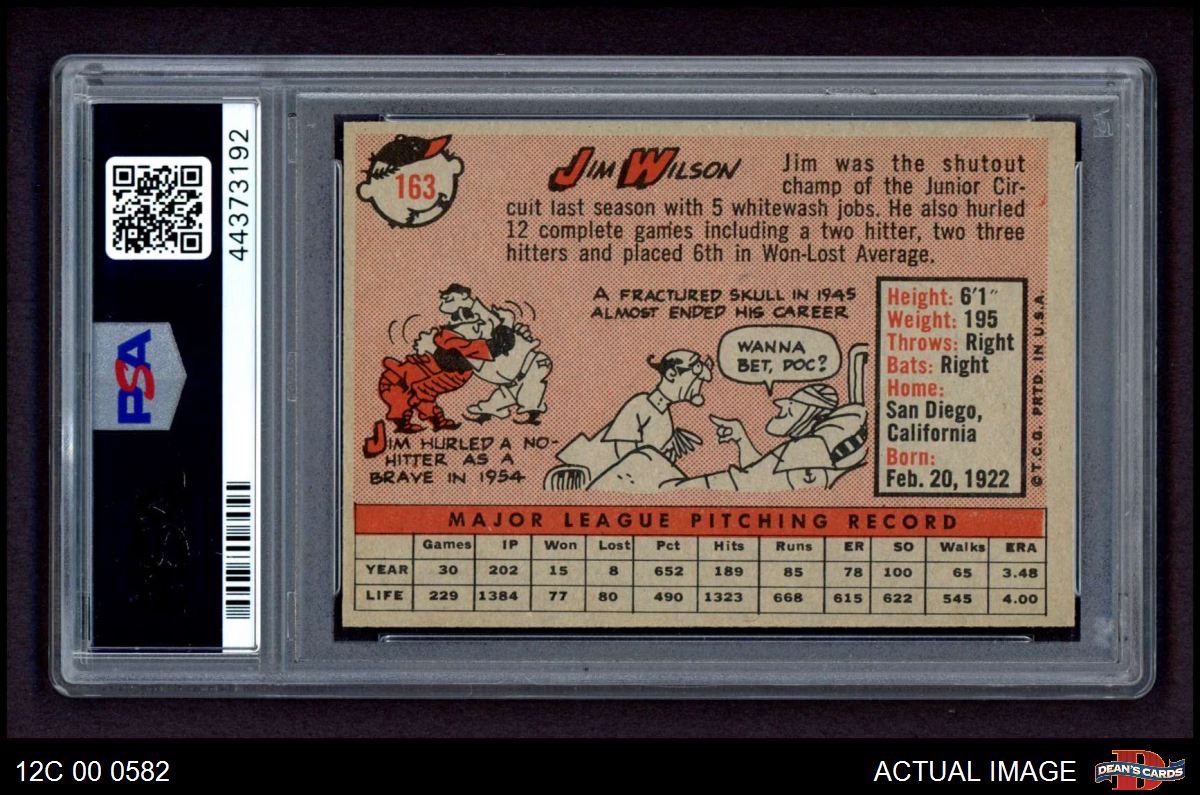 44373192
PSA
163
JIM WILSON
Jim was the shutout
champ of the Junior Cir-
cuit last season with 5 whitewash jobs. He also hurled
12 complete games including a two hitter, two three
hitters and placed 6th in Won-Lost Average.
A FRACTURED SKULL IN 1945
ALMOST ENDED HIS CAREER
WANNA
BET, DOC?
JIM HURLED A NO-
HITTER AS A
BRAVE IN 1954
Height: 6'1"
Weight: 195
Throws: Right
Bats: Right
Home:
San Diego,
California
Born:
Feb. 20, 1922
© T.C.G. PRTD. IN U.S.A.
MAJOR LEAGUE PITCHING RECORD
Games IP Won Lost Pct Hits Runs ER SO Walks ERA
YEAR 30 202 15 8 652 189 85 78 100 65 3.48
LIFE 229 1384 77 80 490 1323 668 615 622 545 4.00
12C 00 0582
ACTUAL IMAGE
DEAN'S CARDS